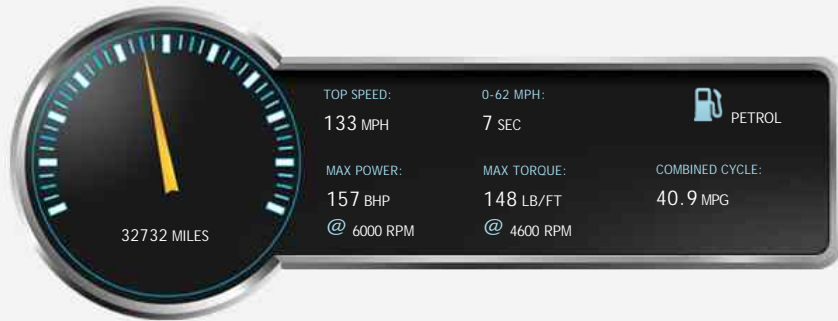 32732 MILES
TOP SPEED:
133 MPH
0-62 MPH:
7 SEC
PETROL
MAX POWER:
157 BHP
@ 6000 RPM
MAX TORQUE:
148 LB/FT
@ 4600 RPM
COMBINED CYCLE:
40.9 MPG